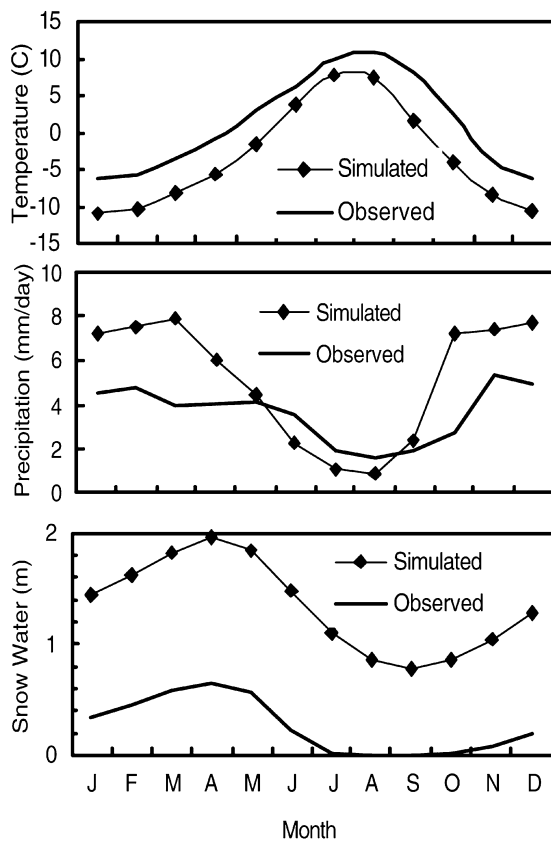 Temperature (C)
15
10
5
0
-5
-10
-15
Simulated
Observed
Precipitation (mm/day)
10
8
6
4
2
0
Simulated
Observed
Snow Water (m)
2
1
0
Simulated
Observed
J F M A M J J A S O N D
Month